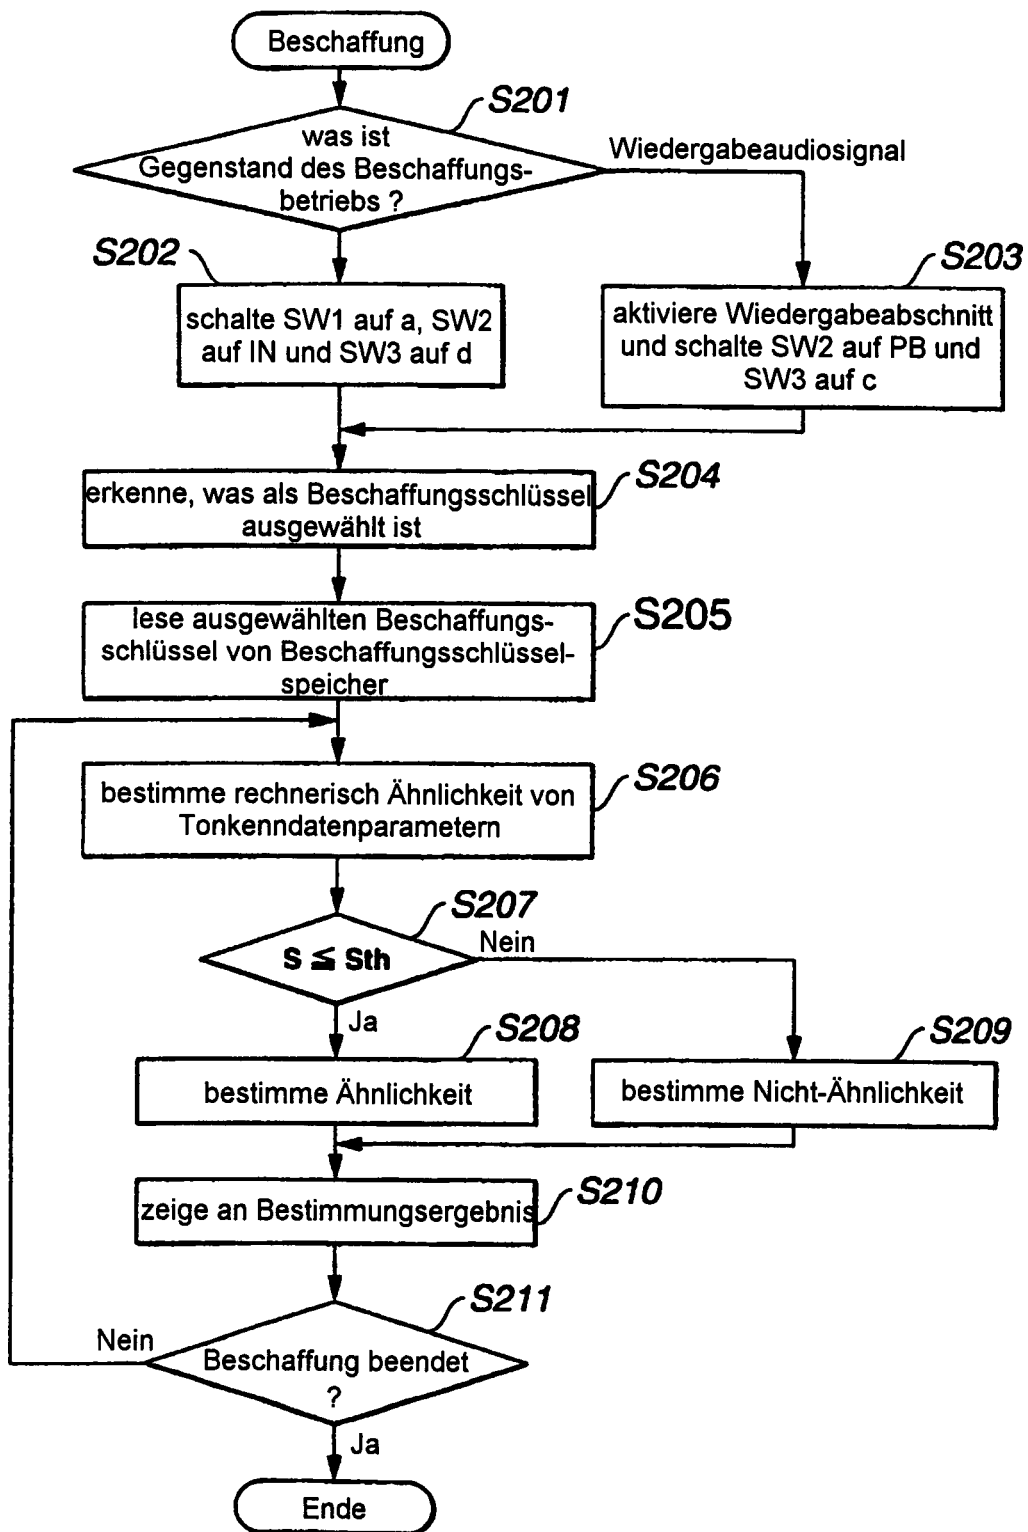 Beschaffung
S201
was ist
Gegenstand des Beschaffungs-
betriebs ?
Wiedergabeaudiosignal
S202
schalte SW1 auf a, SW2
auf IN und SW3 auf d
S203
aktiviere Wiedergabeabschnitt
und schalte SW2 auf PB und
SW3 auf c
S204
erkenne, was als Beschaffungsschlüssel
ausgewählt ist
S205
lese ausgewählten Beschaffungs-
schlüssel von Beschaffungsschlüssel-
speicher
S206
bestimme rechnerisch Ähnlichkeit von
Tonkenndatenparametern
S207
S ≦ Sth
Nein
Ja
S208
bestimme Ähnlichkeit
S209
bestimme Nicht-Ähnlichkeit
S210
zeige an Bestimmungsergebnis
S211
Nein
Beschaffung beendet
?
Ja
Ende